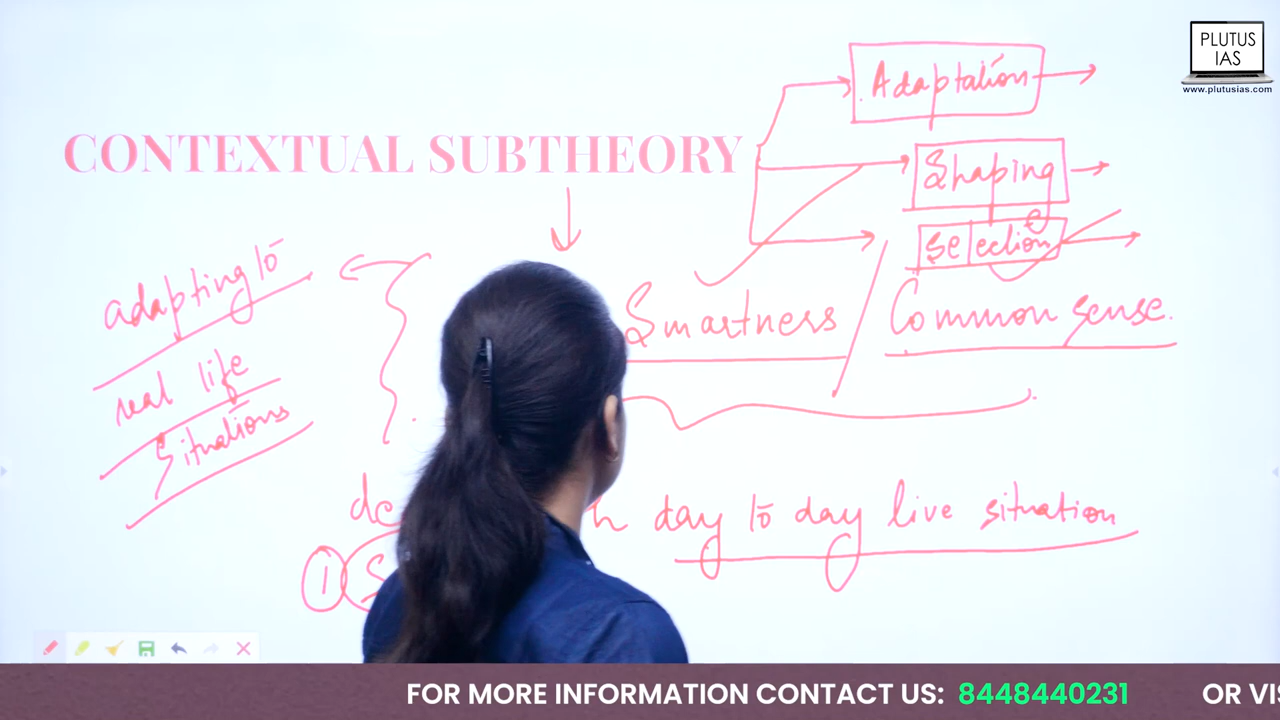 PLUTUS
IAS
www.plutusias.com
Adaptation
CONTEXTUAL SUBTHEORY
Shaping
Selection
adapting to
real life
situations
Smartness
Common sense.
day to day live situation
1
FOR MORE INFORMATION CONTACT US: 8448440231
OR VIS